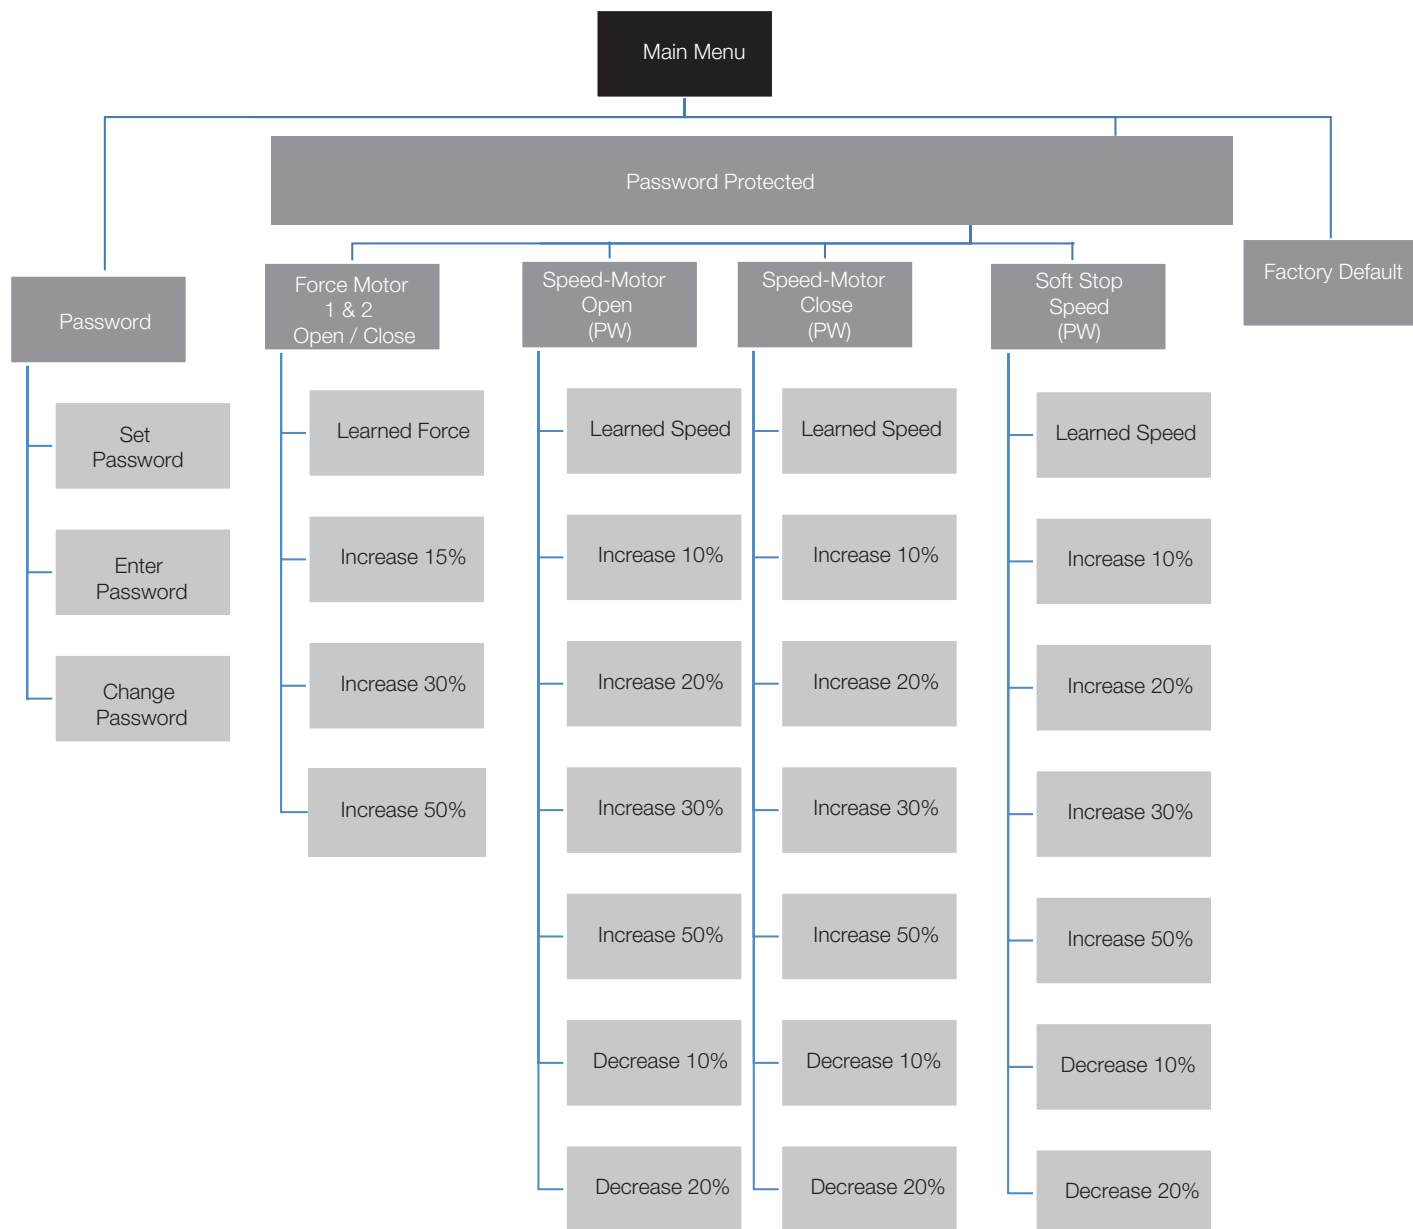 Main Menu
Password Protected
Password
Set
Password
Enter
Password
Change
Password
Force Motor
1 & 2
Open / Close
Learned Force
Increase 15%
Increase 30%
Increase 50%
Speed-Motor
Open
(PW)
Learned Speed
Increase 10%
Increase 20%
Increase 30%
Increase 50%
Decrease 10%
Decrease 20%
Speed-Motor
Close
(PW)
Learned Speed
Increase 10%
Increase 20%
Increase 30%
Increase 50%
Decrease 10%
Decrease 20%
Soft Stop
Speed
(PW)
Learned Speed
Increase 10%
Increase 20%
Increase 30%
Increase 50%
Decrease 10%
Decrease 20%
Factory Default